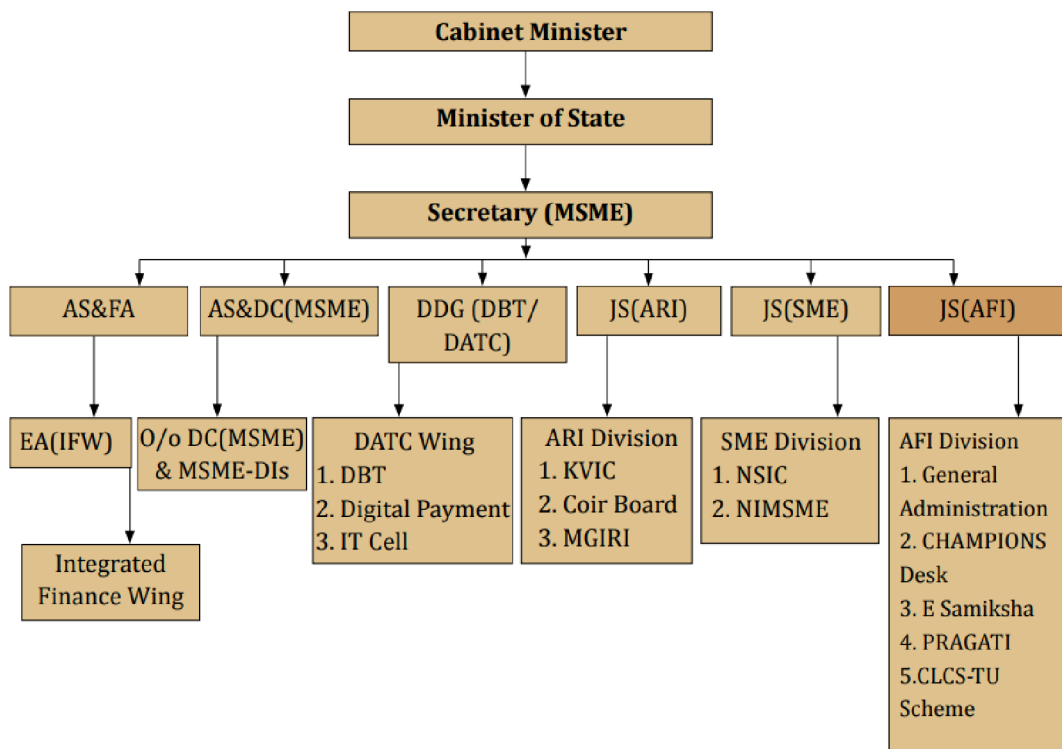 Cabinet Minister
Minister of State
Secretary (MSME)
AS&FA
AS&DC(MSME)
DDG (DBT/
DATC)
JS(ARI)
JS(SME)
JS(AFI)
EA(IFW)
Integrated
Finance Wing
O/o DC(MSME)
& MSME-DIs
DATC Wing
1. DBT
2. Digital Payment
3. IT Cell
ARI Division
1. KVIC
2. Coir Board
3. MGIRI
SME Division
1. NSIC
2. NIMSME
AFI Division
1. General
Administration
2. CHAMPIONS
Desk
3. E Samiksha
4. PRAGATI
5.CLCS-TU
Scheme